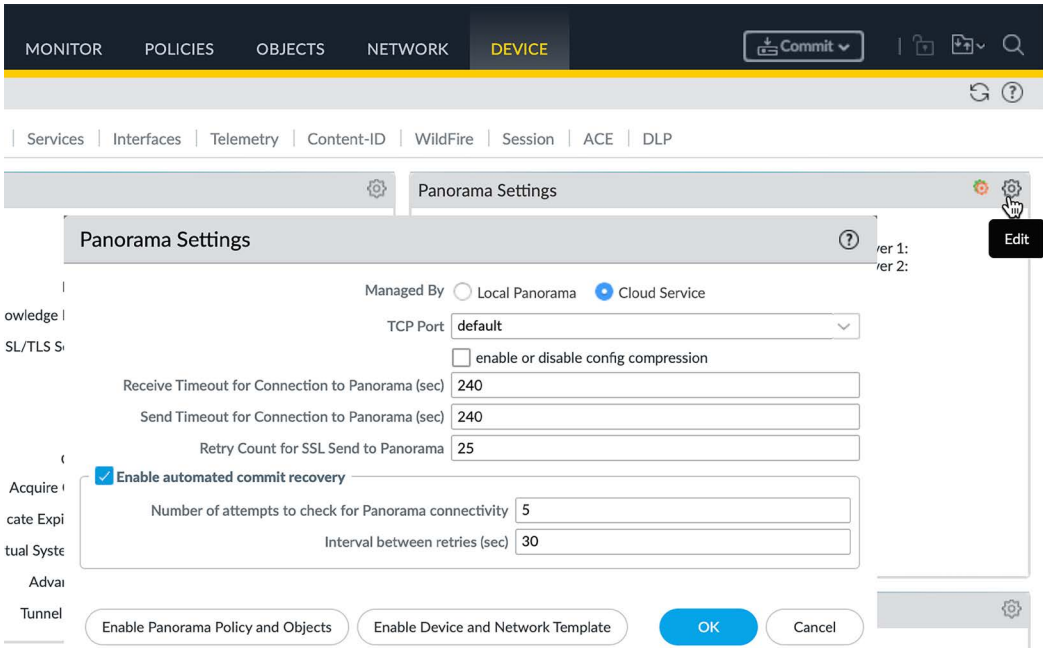 MONITOR POLICIES OBJECTS NETWORK DEVICE Commit
Services Interfaces Telemetry Content-ID WildFire Session ACE DLP
Panorama Settings
Edit
ver 1:
ver 2:
Panorama Settings
Managed By Local Panorama Cloud Service
TCP Port default
enable or disable config compression
Receive Timeout for Connection to Panorama (sec) 240
Send Timeout for Connection to Panorama (sec) 240
Retry Count for SSL Send to Panorama 25
Enable automated commit recovery
Number of attempts to check for Panorama connectivity 5
Interval between retries (sec) 30
Enable Panorama Policy and Objects Enable Device and Network Template OK Cancel
owledge
SL/TLS S
Acquire
cate Expi
tual Syste
Advar
Tunnel